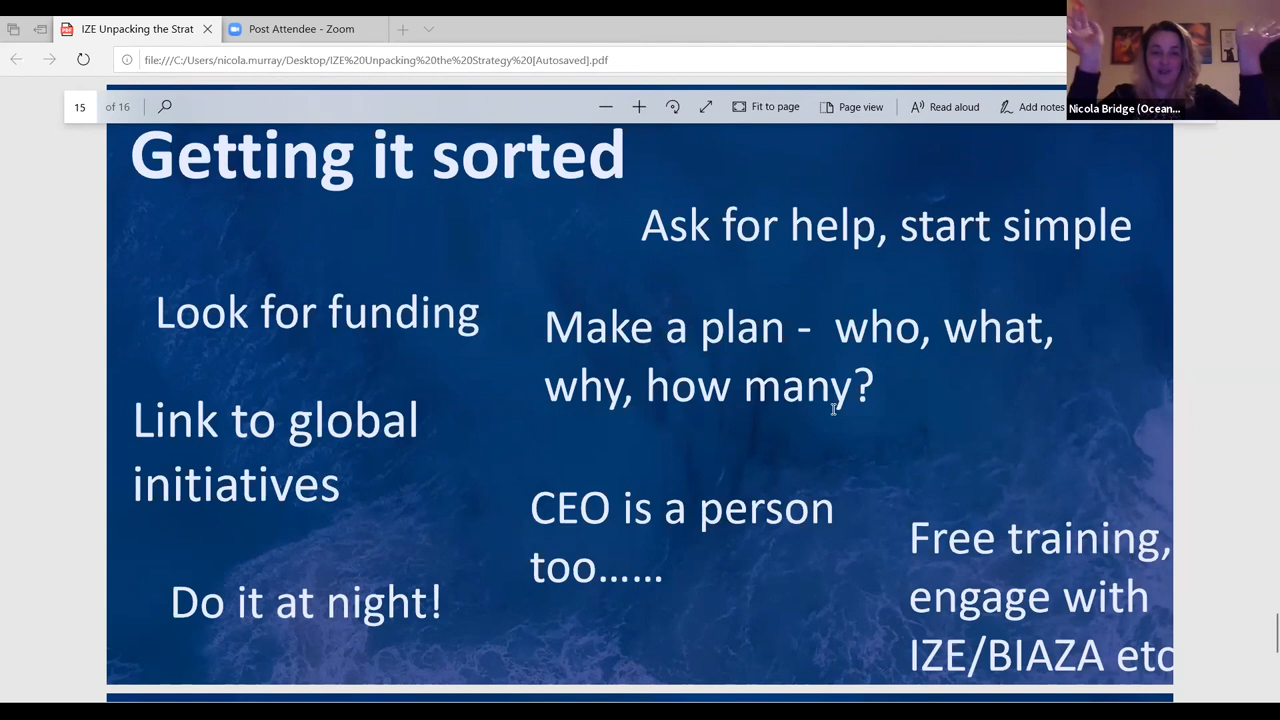 IZE Unpacking the Strat
Post Attendee - Zoom
file:///C:/Users/nicola.murray/Desktop/IZE%20Unpacking%20the%20Strategy%20[Autosaved].pdf
15 of 16
Fit to page
Page view
Read aloud
Add notes
Nicola Bridge (Ocean...
Getting it sorted
Ask for help, start simple
Look for funding
Make a plan - who, what,
why, how many?
Link to global
initiatives
CEO is a person
too......
Free training,
engage with
IZE/BIAZA etc
Do it at night!